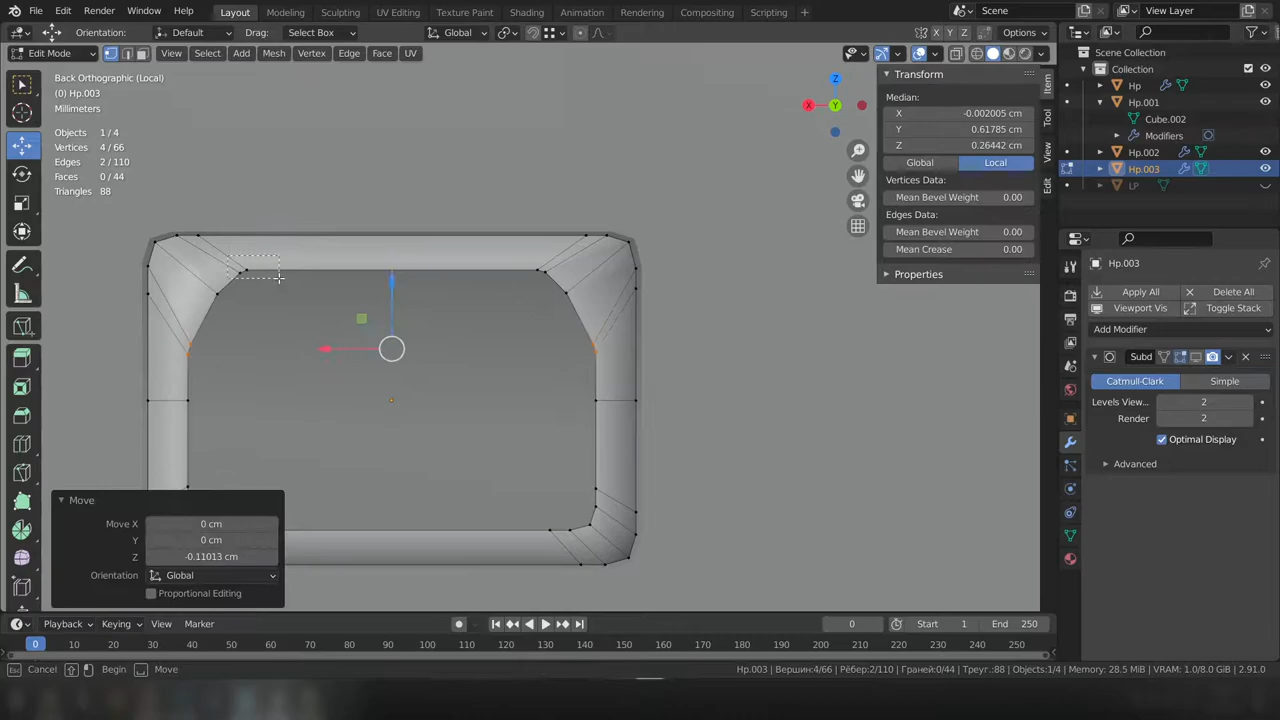 File Edit Render Window Help Layout Modeling Sculpting UV Editing Texture Paint Shading Animation Rendering Compositing Scripting + Scene View Layer
Orientation: Default Drag: Select Box Global X Y Z Options
Edit Mode View Select Add Mesh Vertex Edge Face UV
Back Orthographic (Local)
(0) Hp.003
Millimeters
Objects 1 / 4
Vertices 4 / 66
Edges 2 / 110
Faces 0 / 44
Triangles 88
Z
X Y
Transform
Median:
X -0.002005 cm
Y 0.61785 cm
Z 0.26442 cm
Global Local
Vertices Data:
Mean Bevel Weight 0.00
Edges Data:
Mean Bevel Weight 0.00
Mean Crease 0.00
Properties
Item
Tool
View
Edit
Scene Collection
Collection
Hp
Hp.001
Cube.002
Modifiers
Hp.002
Hp.003
LP
Hp.003
Apply All Delete All
Viewport Vis Toggle Stack
Add Modifier
Subd
Catmull-Clark Simple
Levels View... 2
Render 2
Optimal Display
Advanced
Move
Move X 0 cm
Y 0 cm
Z -0.11013 cm
Orientation Global
Proportional Editing
Playback Keying View Marker 0 Start 1 End 250
0 10 20 30 40 50 60 70 80 90 100 110 120 130 140 150 160 170 180 190 200 210 220 230 240 250
Esc Cancel Begin Move Hp.003 | Вершин:4/66 | Рёбер:2/110 | Граней:0/44 | Треуг.:88 | Objects:1/4 | Memory: 28.5 MiB | VRAM: 1.0/8.0 GiB | 2.91.0